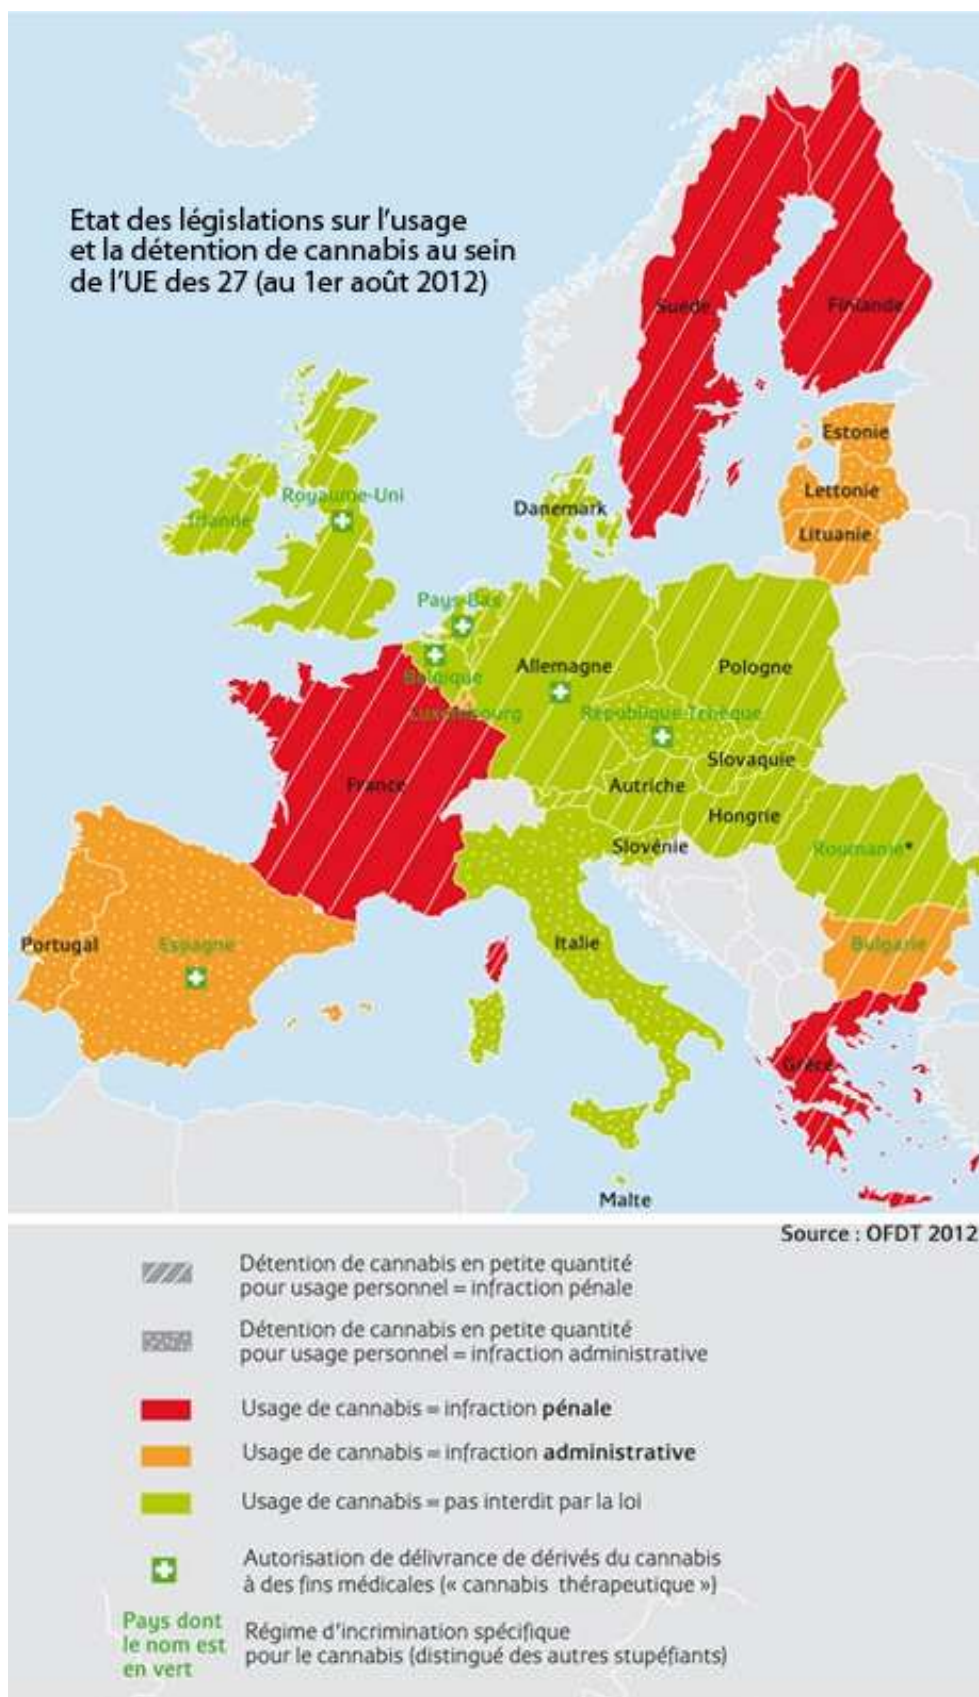 Etat des législations sur l'usage
et la détention de cannabis au sein
de l'UE des 27 (au 1er août 2012)
Suède
Finlande
Estonie
Lettonie
Lituanie
Royaume-Uni
Irlande
Danemark
Pays-Bas
Belgique
Luxembourg
Allemagne
Pologne
République-Tchèque
Slovaquie
France
Autriche
Hongrie
Slovénie
Roumanie*
Portugal
Espagne
Italie
Bulgarie
Grèce
Malte
Source : OFDT 2012
Détention de cannabis en petite quantité
pour usage personnel = infraction pénale
Détention de cannabis en petite quantité
pour usage personnel = infraction administrative
Usage de cannabis = infraction pénale
Usage de cannabis = infraction administrative
Usage de cannabis = pas interdit par la loi
Autorisation de délivrance de dérivés du cannabis
à des fins médicales (« cannabis thérapeutique »)
Pays dont
le nom est
en vert
Régime d'incrimination spécifique
pour le cannabis (distingué des autres stupéfiants)